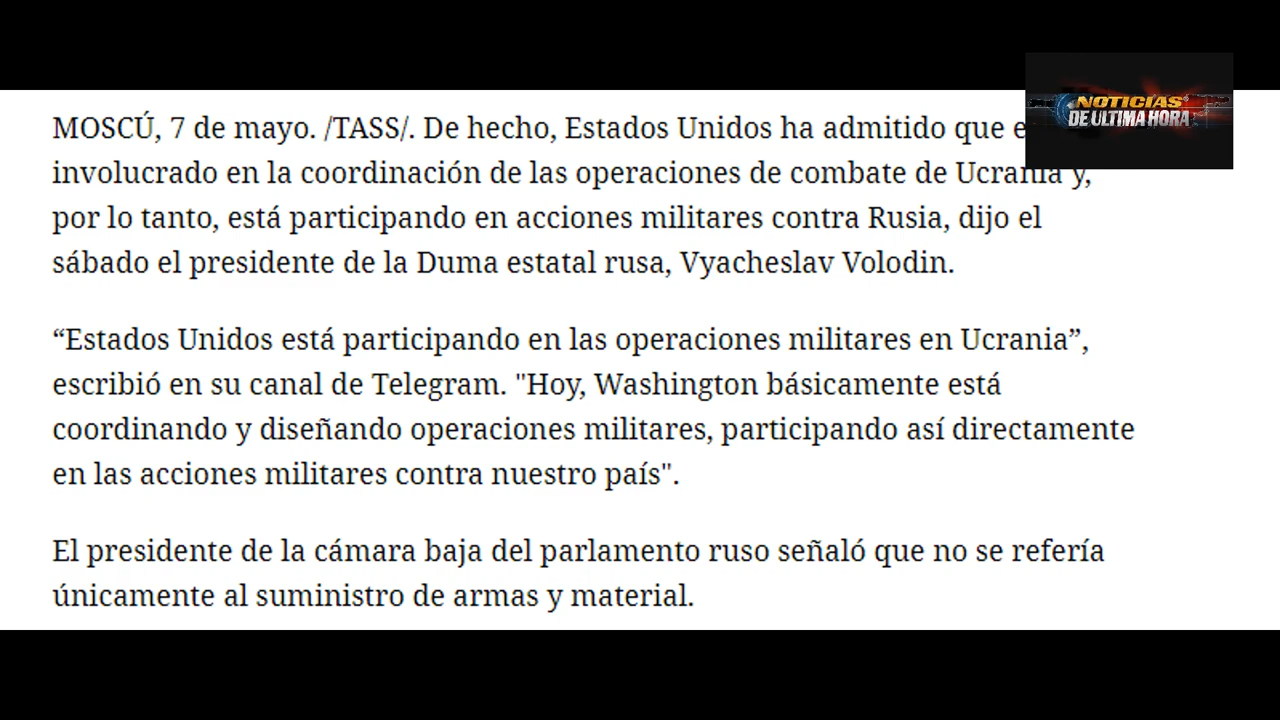 MOSCÚ, 7 de mayo. /TASS/. De hecho, Estados Unidos ha admitido que
involucrado en la coordinación de las operaciones de combate de Ucrania y,
por lo tanto, está participando en acciones militares contra Rusia, dijo el
sábado el presidente de la Duma estatal rusa, Vyacheslav Volodin.
“Estados Unidos está participando en las operaciones militares en Ucrania”,
escribió en su canal de Telegram. "Hoy, Washington básicamente está
coordinando y diseñando operaciones militares, participando así directamente
en las acciones militares contra nuestro país".
El presidente de la cámara baja del parlamento ruso señaló que no se refería
únicamente al suministro de armas y material.
NOTICIAS
DE ULTIMA HORA